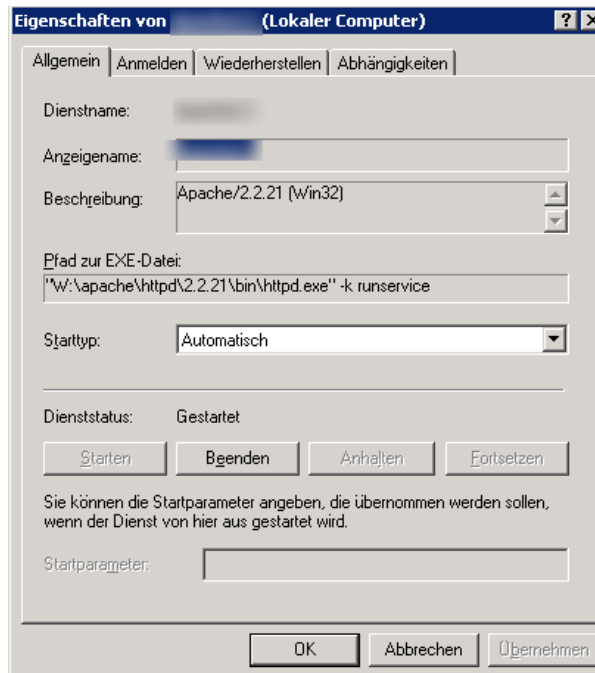 Eigenschaften von (Lokaler Computer)
Allgemein Anmelden Wiederherstellen Abhängigkeiten
Dienstname:
Anzeigename:
Beschreibung: Apache/2.2.21 (Win32)
Pfad zur EXE-Datei:
"W:\apache\httpd\2.2.21\bin\httpd.exe" -k runservice
Starttyp: Automatisch
Dienststatus: Gestartet
Starten Beenden Anhalten Fortsetzen
Sie können die Startparameter angeben, die übernommen werden sollen,
wenn der Dienst von hier aus gestartet wird.
Startparameter:
OK Abbrechen Übernehmen